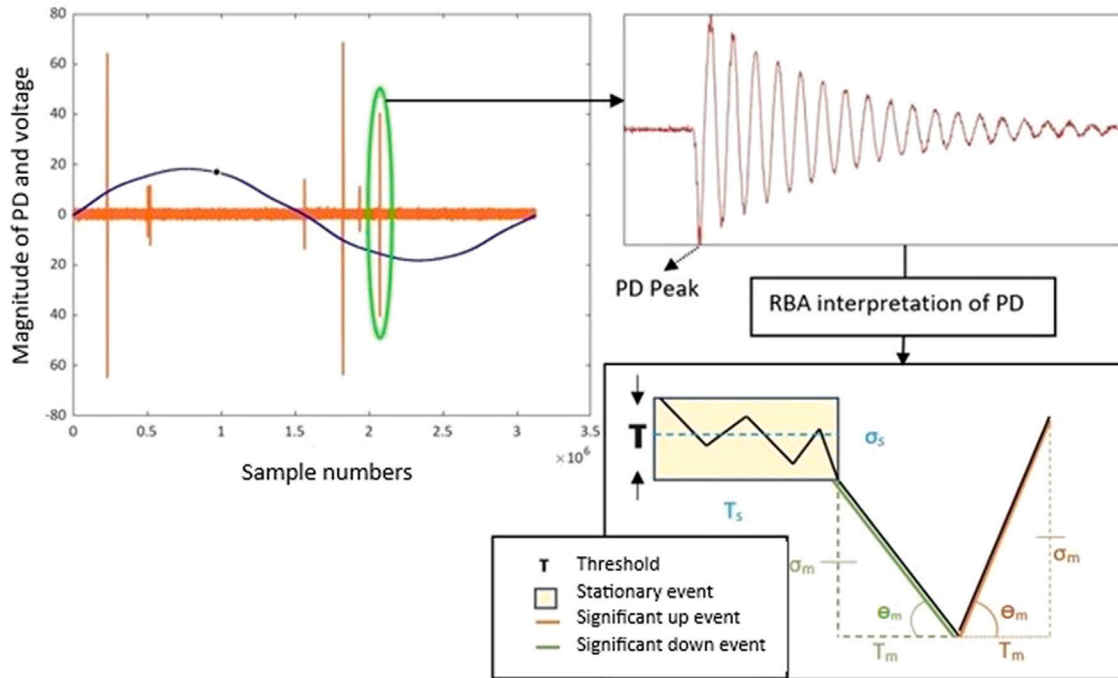 Magnitude of PD and voltage
80
60
40
20
0
20
40
60
-80
0
0.5
1
1.5
2
2.5
3
3.5
×10⁶
Sample numbers
PD Peak
RBA interpretation of PD
T
σₛ
Tₛ
σₘ
σₘ
Θₘ
Θₘ
Tₘ
Tₘ
T Threshold
Stationary event
Significant up event
Significant down event